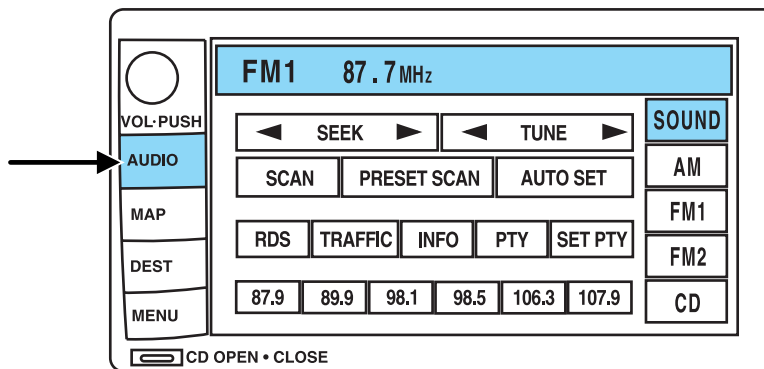 FM1 87.7 MHz
VOL·PUSH
AUDIO
MAP
DEST
MENU
SEEK TUNE
SCAN PRESET SCAN AUTO SET
RDS TRAFFIC INFO PTY SET PTY
87.9 89.9 98.1 98.5 106.3 107.9
SOUND
AM
FM1
FM2
CD
CD OPEN • CLOSE